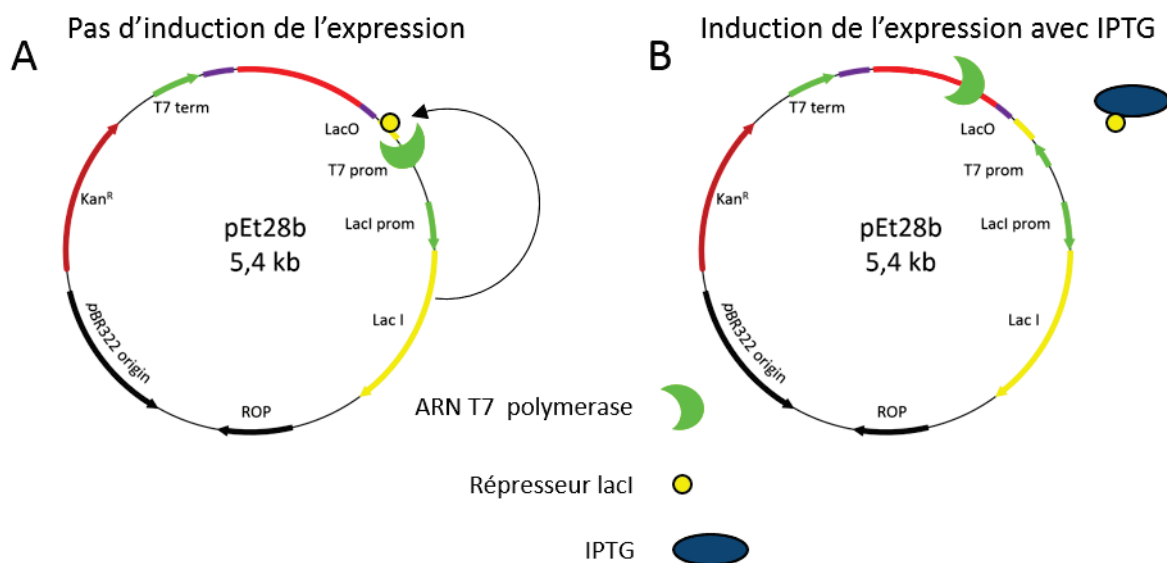 Pas d’induction de l’expression
A
T7 term
LacO
T7 prom
Kanᴿ
LacI prom
pEt28b
5,4 kb
Lac I
pBR322 origin
ROP
Induction de l’expression avec IPTG
B
T7 term
LacO
T7 prom
Kanᴿ
LacI prom
pEt28b
5,4 kb
Lac I
pBR322 origin
ROP
ARN T7 polymerase
Répresseur lacI
IPTG